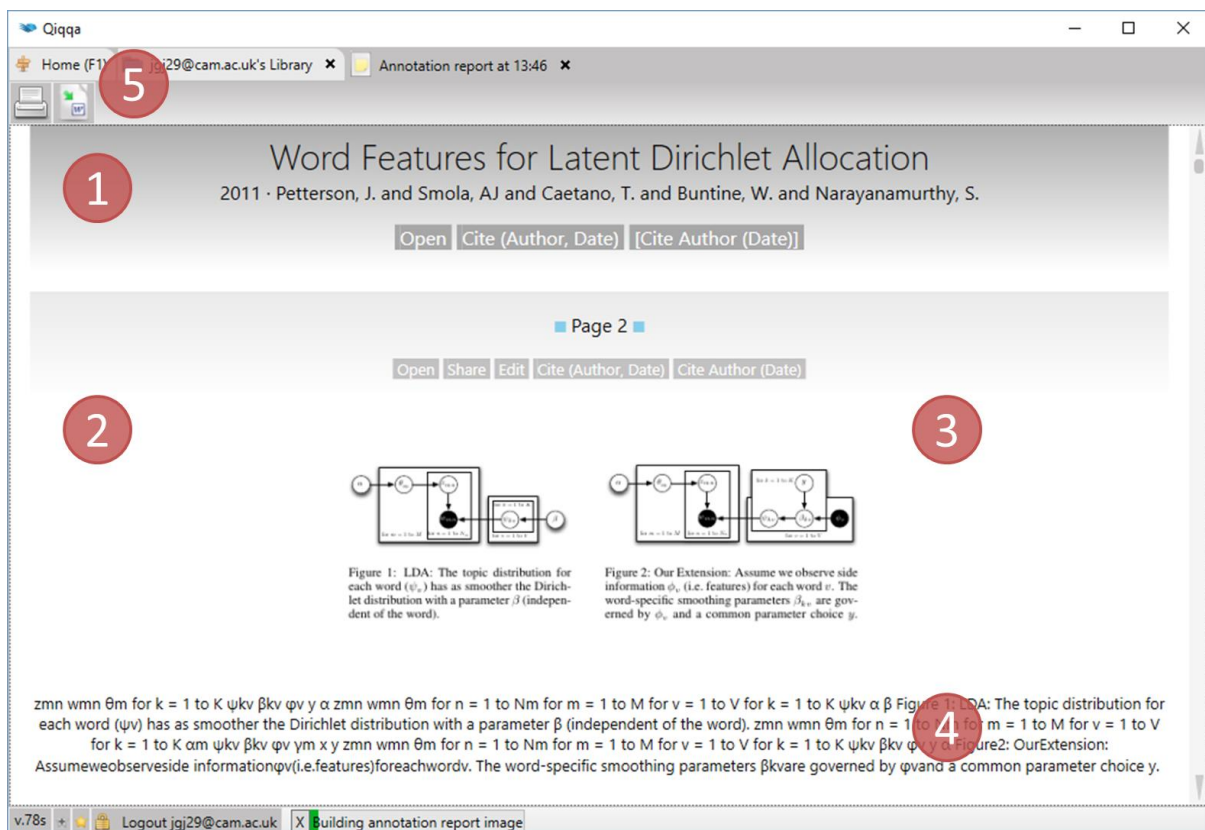 Qiqqa
Home (F1) jgj29@cam.ac.uk's Library Annotation report at 13:46
5
Word Features for Latent Dirichlet Allocation
1
2011 · Petterson, J. and Smola, AJ and Caetano, T. and Buntine, W. and Narayanamurthy, S.
Open Cite (Author, Date) [Cite Author (Date)]
Page 2
Open Share Edit Cite (Author, Date) Cite Author (Date)
2 3
Figure 1: LDA: The topic distribution for
each word (ψv) has as smoother the Dirich-
let distribution with a parameter β (indepen-
dent of the word).
Figure 2: Our Extension: Assume we observe side
information ϕv (i.e. features) for each word v. The
word-specific smoothing parameters βkv are gov-
erned by ϕv and a common parameter choice y.
zmn wmn θm for k = 1 to K ψkv βkv φv y α zmn wmn θm for n = 1 to Nm for m = 1 to M for v = 1 to V for k = 1 to K ψkv α β Figure 1: LDA: The topic distribution for
each word (ψv) has as smoother the Dirichlet distribution with a parameter β (independent of the word). zmn wmn θm for n = 1 to Nm for m = 1 to M for v = 1 to V
4
for k = 1 to K αm ψkv βkv φv γm x y zmn wmn θm for n = 1 to Nm for m = 1 to M for v = 1 to V for k = 1 to K ψkv βkv φv y α Figure2: OurExtension:
Assumeweobserveside informationφv(i.e.features)foreachwordv. The word-specific smoothing parameters βkvare governed by φvand a common parameter choice y.
v.78s + Logout jgj29@cam.ac.uk X Building annotation report image